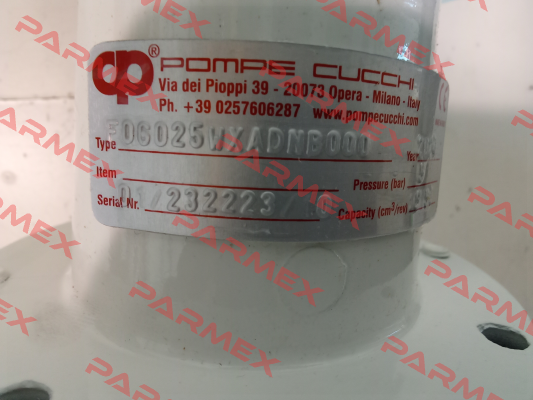 PARMEX
cp® POMPE CUCCHI
Via dei Pioppi 39 - 20073 Opera - Milano - Italy
Ph. +39 0257606287 www.pompecucchi.com
Type Year
Item Pressure (bar)
Serial Nr. /232223/ Capacity (cm³/rev)